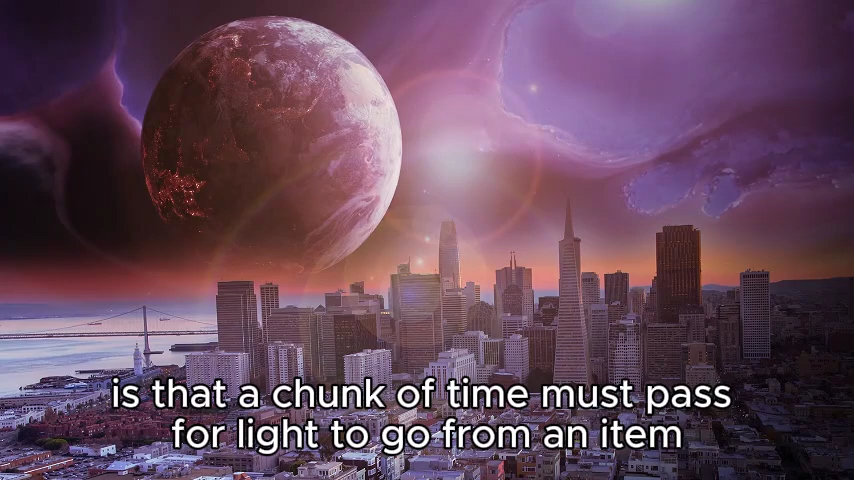 is that a chunk of time must pass
for light to go from an item